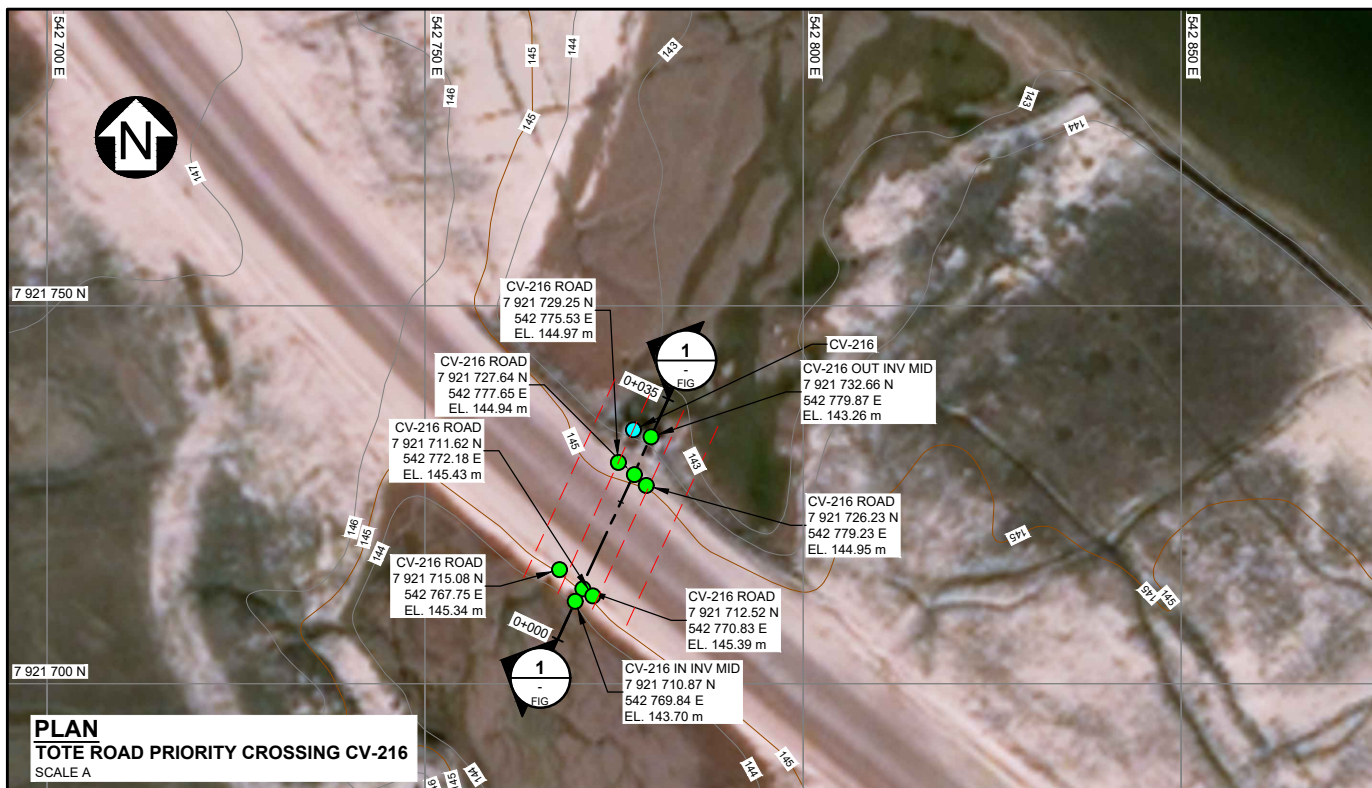 542 700 E
542 750 E
542 800 E
542 850 E
145
144
143
146
145
143
144
147
N
7 921 750 N
CV-216 ROAD
7 921 729.25 N
542 775.53 E
EL. 144.97 m
1
-
FIG
CV-216
CV-216 ROAD
7 921 727.64 N
542 777.65 E
EL. 144.94 m
0+035
CV-216 OUT INV MID
7 921 732.66 N
542 779.87 E
EL. 143.26 m
CV-216 ROAD
7 921 711.62 N
542 772.18 E
EL. 145.43 m
145
143
CV-216 ROAD
7 921 726.23 N
542 779.23 E
EL. 144.95 m
146
145
144
145
CV-216 ROAD
7 921 715.08 N
542 767.75 E
EL. 145.34 m
145
145
CV-216 ROAD
7 921 712.52 N
542 770.83 E
EL. 145.39 m
0+000
7 921 700 N
1
-
FIG
CV-216 IN INV MID
7 921 710.87 N
542 769.84 E
EL. 143.70 m
PLAN
TOTE ROAD PRIORITY CROSSING CV-216
SCALE A
146
145
144
144
145